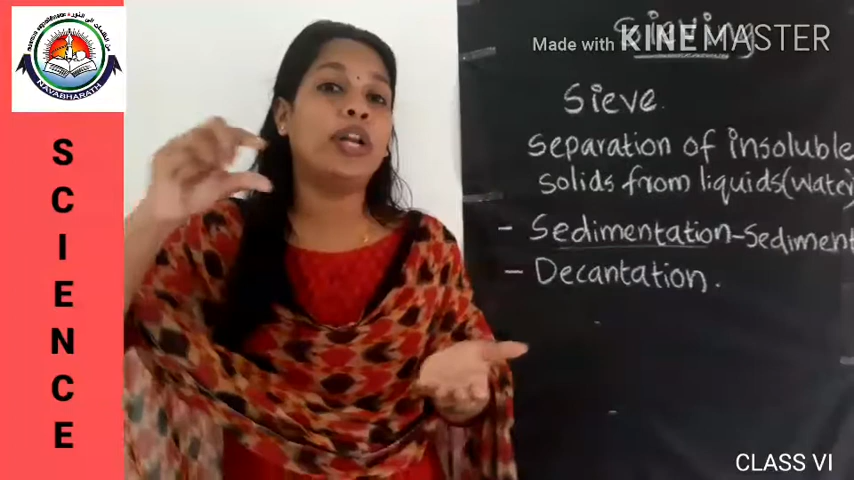 NAVABHARATH
SCIENCE
Sieving
Made with KINEMASTER
Sieve.
Separation of insoluble
Solids from liquids(water)
- Sedimentation-Sediment
- Decantation.
CLASS VI